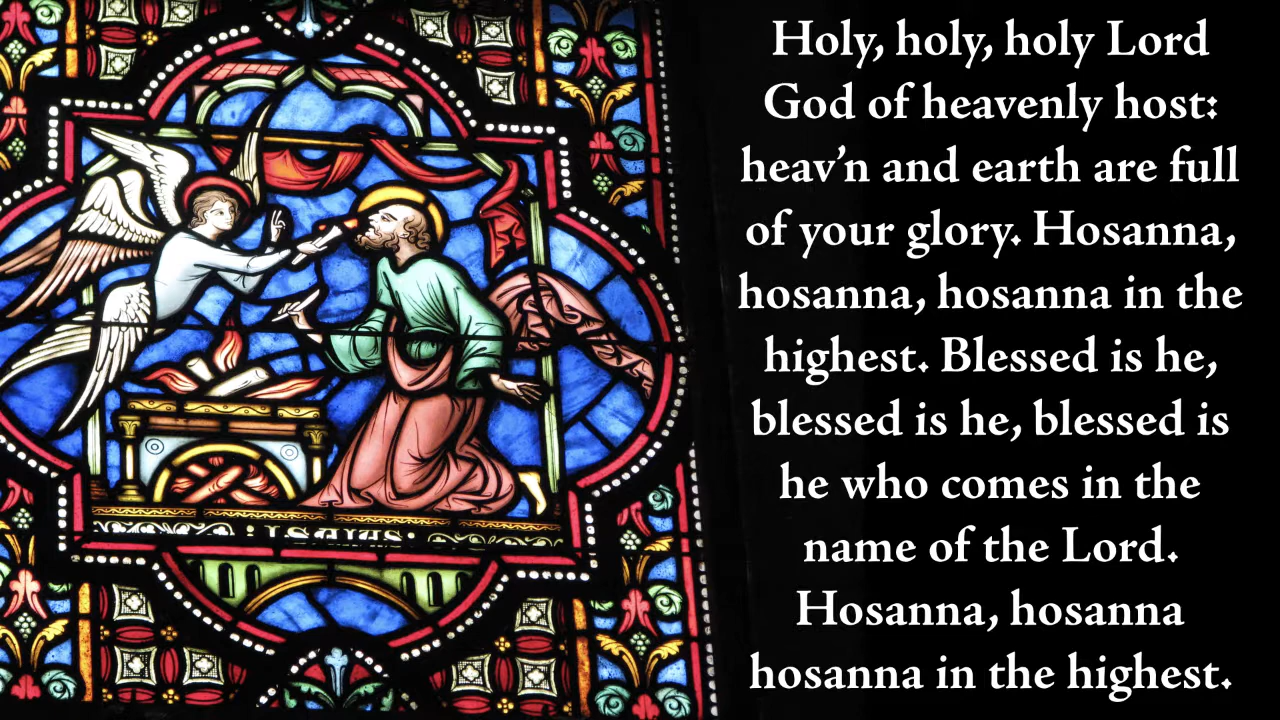 Holy, holy, holy Lord
God of heavenly host:
heav’n and earth are full
of your glory. Hosanna,
hosanna, hosanna in the
highest. Blessed is he,
blessed is he, blessed is
he who comes in the
name of the Lord.
Hosanna, hosanna
hosanna in the highest.
: ISAIAS: